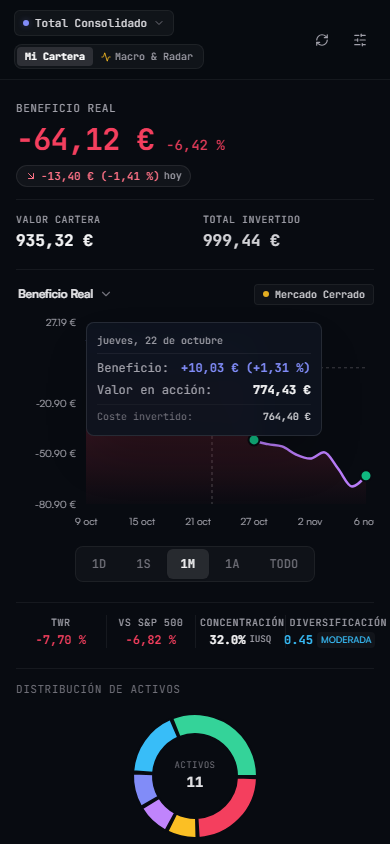 Total Consolidado
Mi Cartera Macro & Radar
BENEFICIO REAL
-64,12 € -6,42 %
-13,40 € (-1,41 %) hoy
VALOR CARTERA TOTAL INVERTIDO
935,32 € 999,44 €
Beneficio Real Mercado Cerrado
27.19 €
jueves, 22 de octubre
Beneficio: +10,03 € (+1,31 %)
Valor en acción: 774,43 €
-20.90 €
Coste invertido: 764,40 €
-50.90 €
-80.90 €
9 oct 15 oct 21 oct 27 oct 2 nov 6 no
1D 1S 1M 1A TODO
TWR VS S&P 500 CONCENTRACIÓN DIVERSIFICACIÓN
-7,70 % -6,82 % 32.0% IUSQ 0.45 MODERADA
DISTRIBUCIÓN DE ACTIVOS
ACTIVOS
11